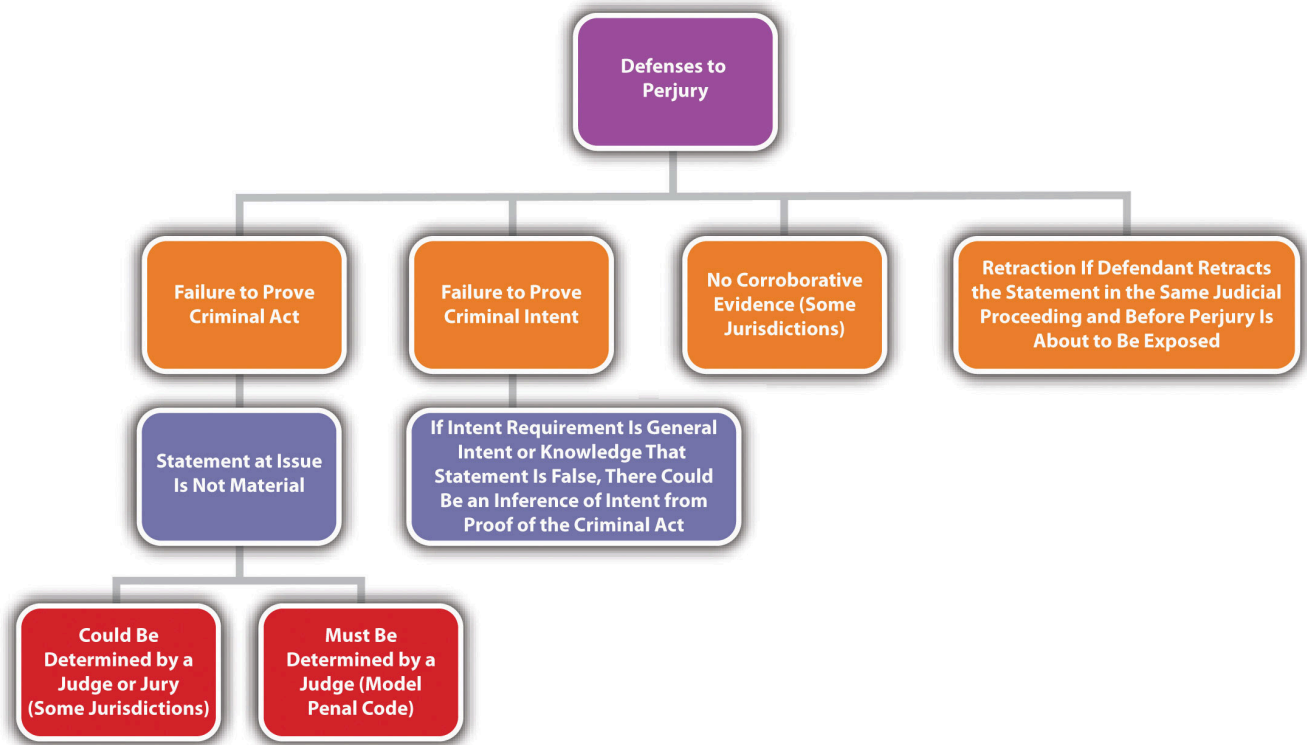 Defenses to
Perjury
Failure to Prove
Criminal Act
Failure to Prove
Criminal Intent
No Corroborative
Evidence (Some
Jurisdictions)
Retraction If Defendant Retracts
the Statement in the Same Judicial
Proceeding and Before Perjury Is
About to Be Exposed
Statement at Issue
Is Not Material
If Intent Requirement Is General
Intent or Knowledge That
Statement Is False, There Could
Be an Inference of Intent from
Proof of the Criminal Act
Could Be
Determined by a
Judge or Jury
(Some Jurisdictions)
Must Be
Determined by a
Judge (Model
Penal Code)